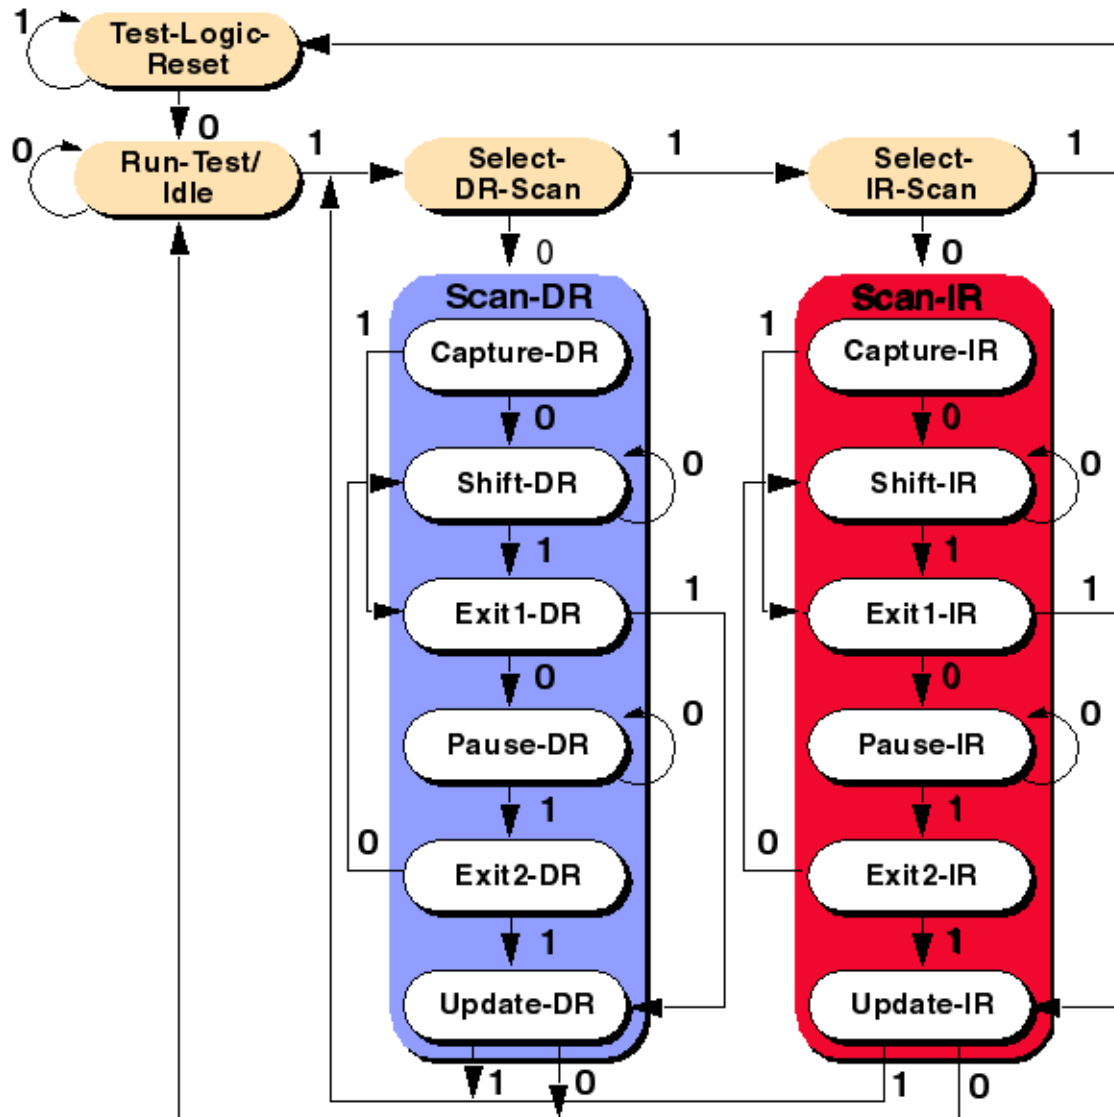 1
Test-Logic-
Reset
0
0
Run-Test/
Idle
1
Select-
DR-Scan
1
Select-
IR-Scan
1
0
0
Scan-DR
Scan-IR
1
Capture-DR
1
Capture-IR
0
0
Shift-DR
0
Shift-IR
0
1
1
Exit1-DR
1
Exit1-IR
1
0
0
Pause-DR
0
Pause-IR
0
1
1
0
Exit2-DR
0
Exit2-IR
1
1
Update-DR
Update-IR
1
0
1
0